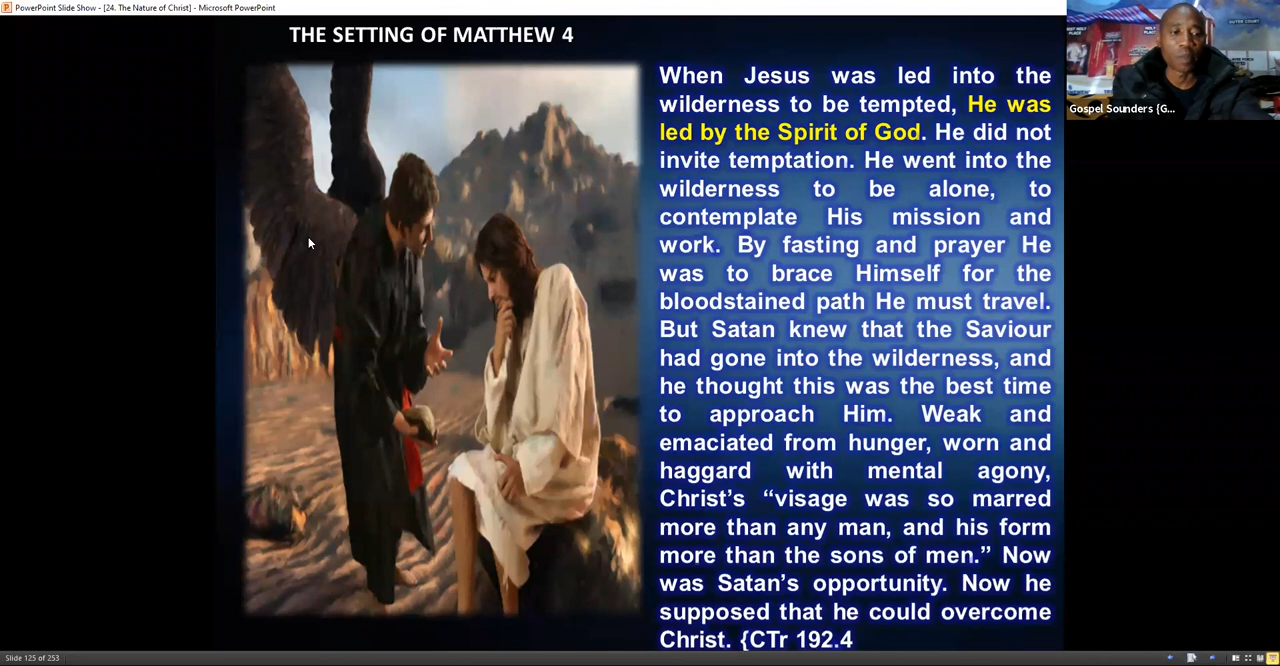 PowerPoint Slide Show - [24. The Nature of Christ] - Microsoft PowerPoint
THE SETTING OF MATTHEW 4
When Jesus was led into the
wilderness to be tempted, He was
led by the Spirit of God. He did not
invite temptation. He went into the
wilderness to be alone, to
contemplate His mission and
work. By fasting and prayer He
was to brace Himself for the
bloodstained path He must travel.
But Satan knew that the Saviour
had gone into the wilderness, and
he thought this was the best time
to approach Him. Weak and
emaciated from hunger, worn and
haggard with mental agony,
Christ’s “visage was so marred
more than any man, and his form
more than the sons of men.” Now
was Satan’s opportunity. Now he
supposed that he could overcome
Christ. {CTr 192.4
OUTER COURT
Gospel Sounders {G...
Slide 125 of 253